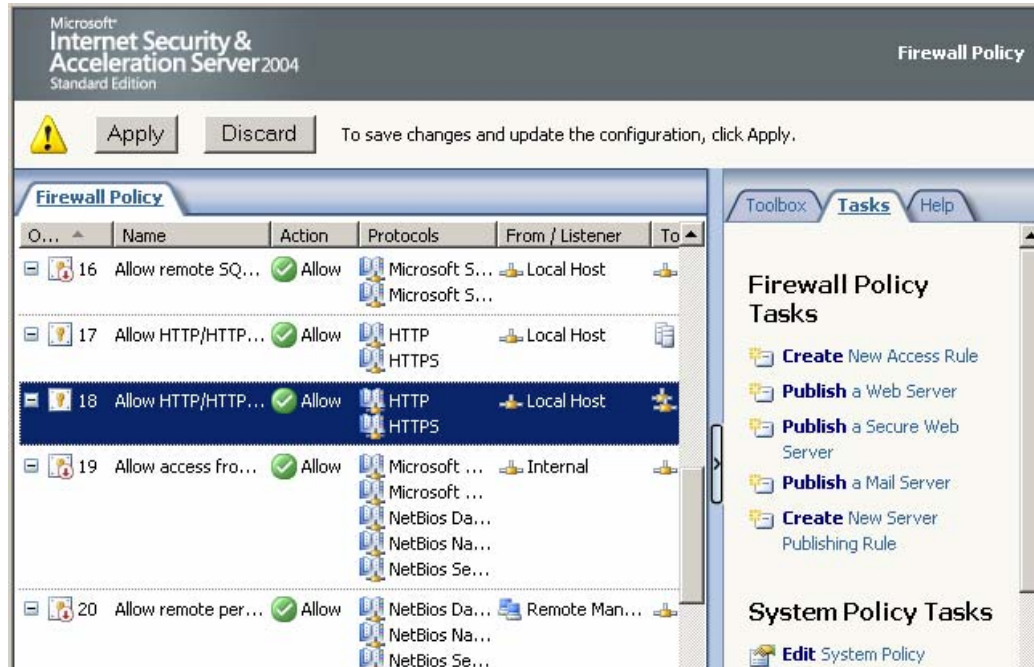 Microsoft
Internet Security &
Acceleration Server 2004
Standard Edition
Firewall Policy
Apply Discard To save changes and update the configuration, click Apply.
Firewall Policy
O... Name Action Protocols From / Listener To
16 Allow remote SQ... Allow Microsoft S... Local Host
Microsoft S...
17 Allow HTTP/HTTP... Allow HTTP Local Host
HTTPS
18 Allow HTTP/HTTP... Allow HTTP Local Host
HTTPS
19 Allow access fro... Allow Microsoft ... Internal
Microsoft ...
NetBios Da...
NetBios Na...
NetBios Se...
20 Allow remote per... Allow NetBios Da... Remote Man...
NetBios Na...
NetBios Se...
Toolbox Tasks Help
Firewall Policy
Tasks
Create New Access Rule
Publish a Web Server
Publish a Secure Web
Server
Publish a Mail Server
Create New Server
Publishing Rule
System Policy Tasks
Edit System Policy